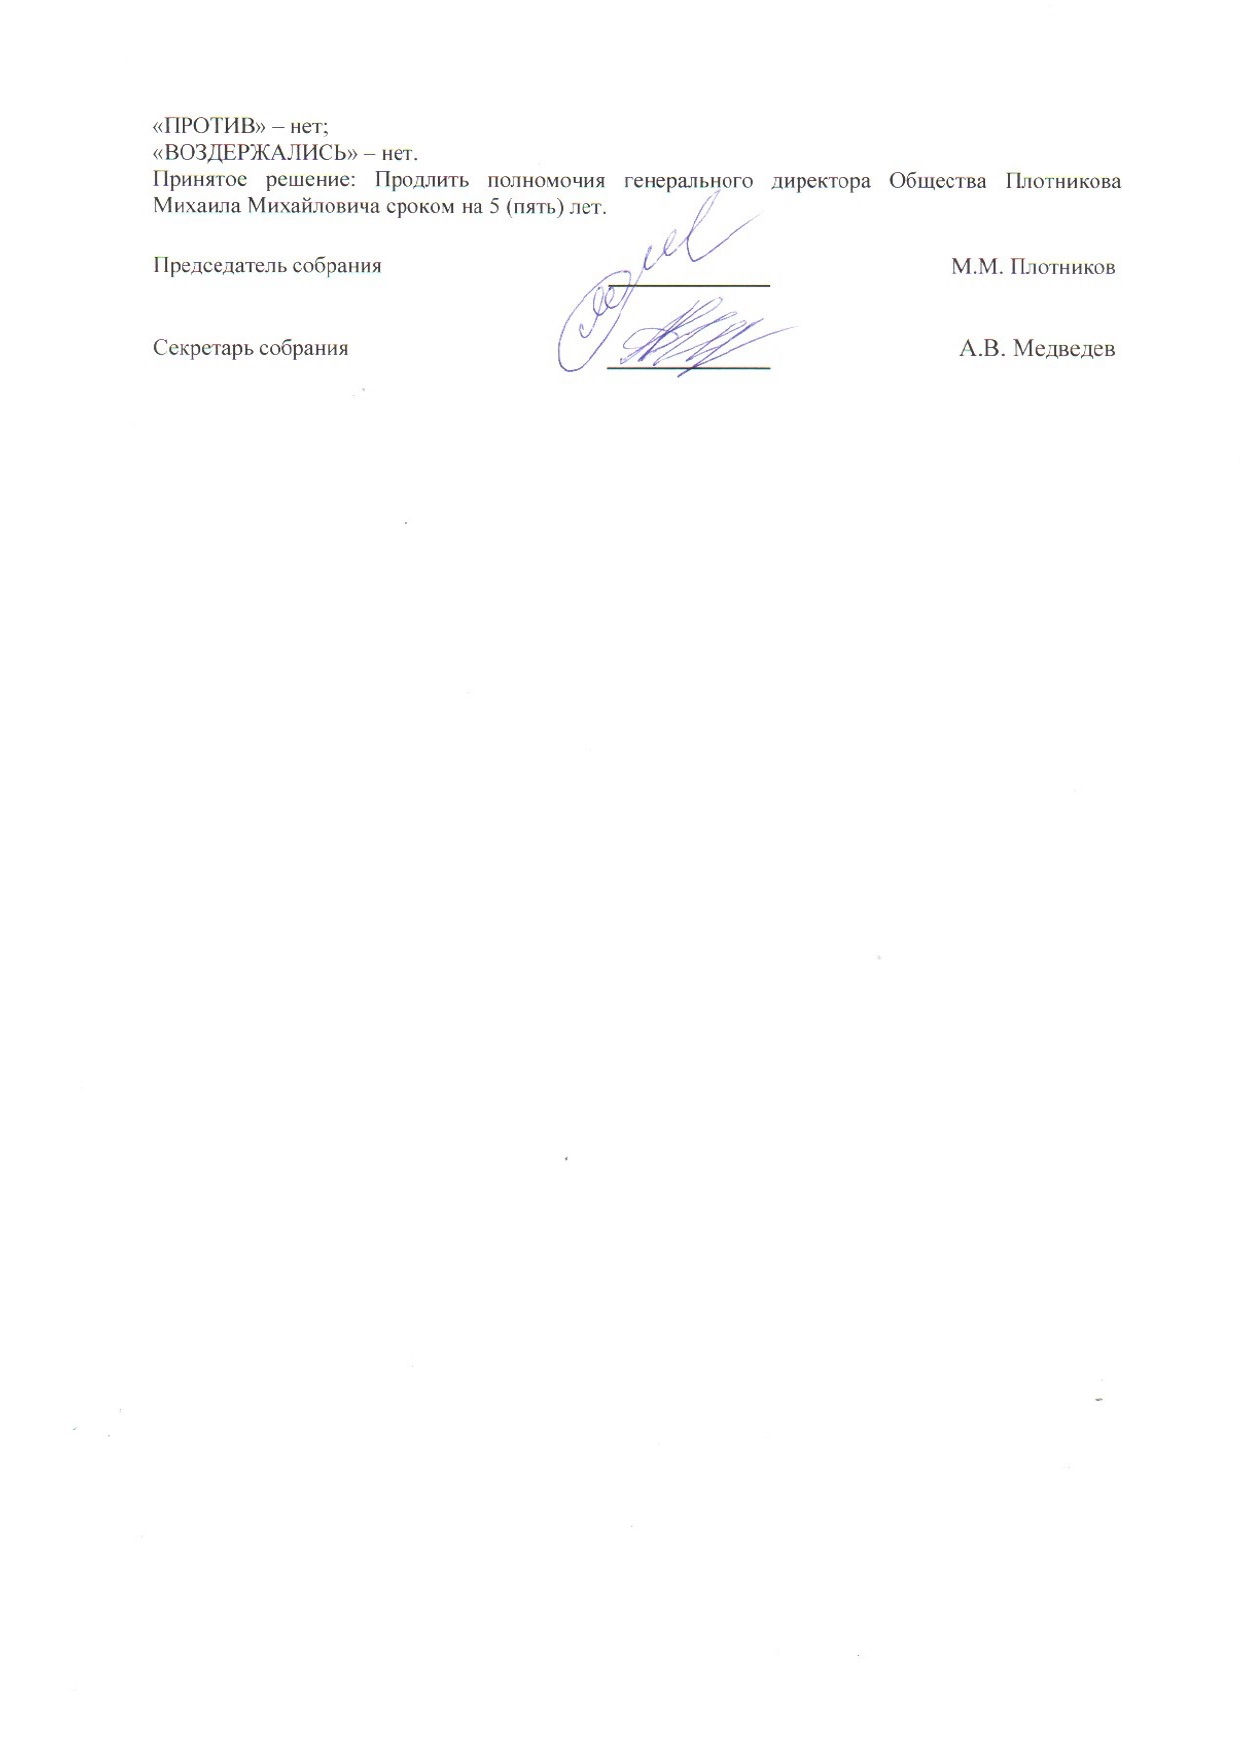 «ПРОТИВ» – нет;
«ВОЗДЕРЖАЛИСЬ» – нет.
Принятое решение: Продлить полномочия генерального директора Общества Плотникова
Михаила Михайловича сроком на 5 (пять) лет.
Председатель собрания М.М. Плотников
Секретарь собрания А.В. Медведев